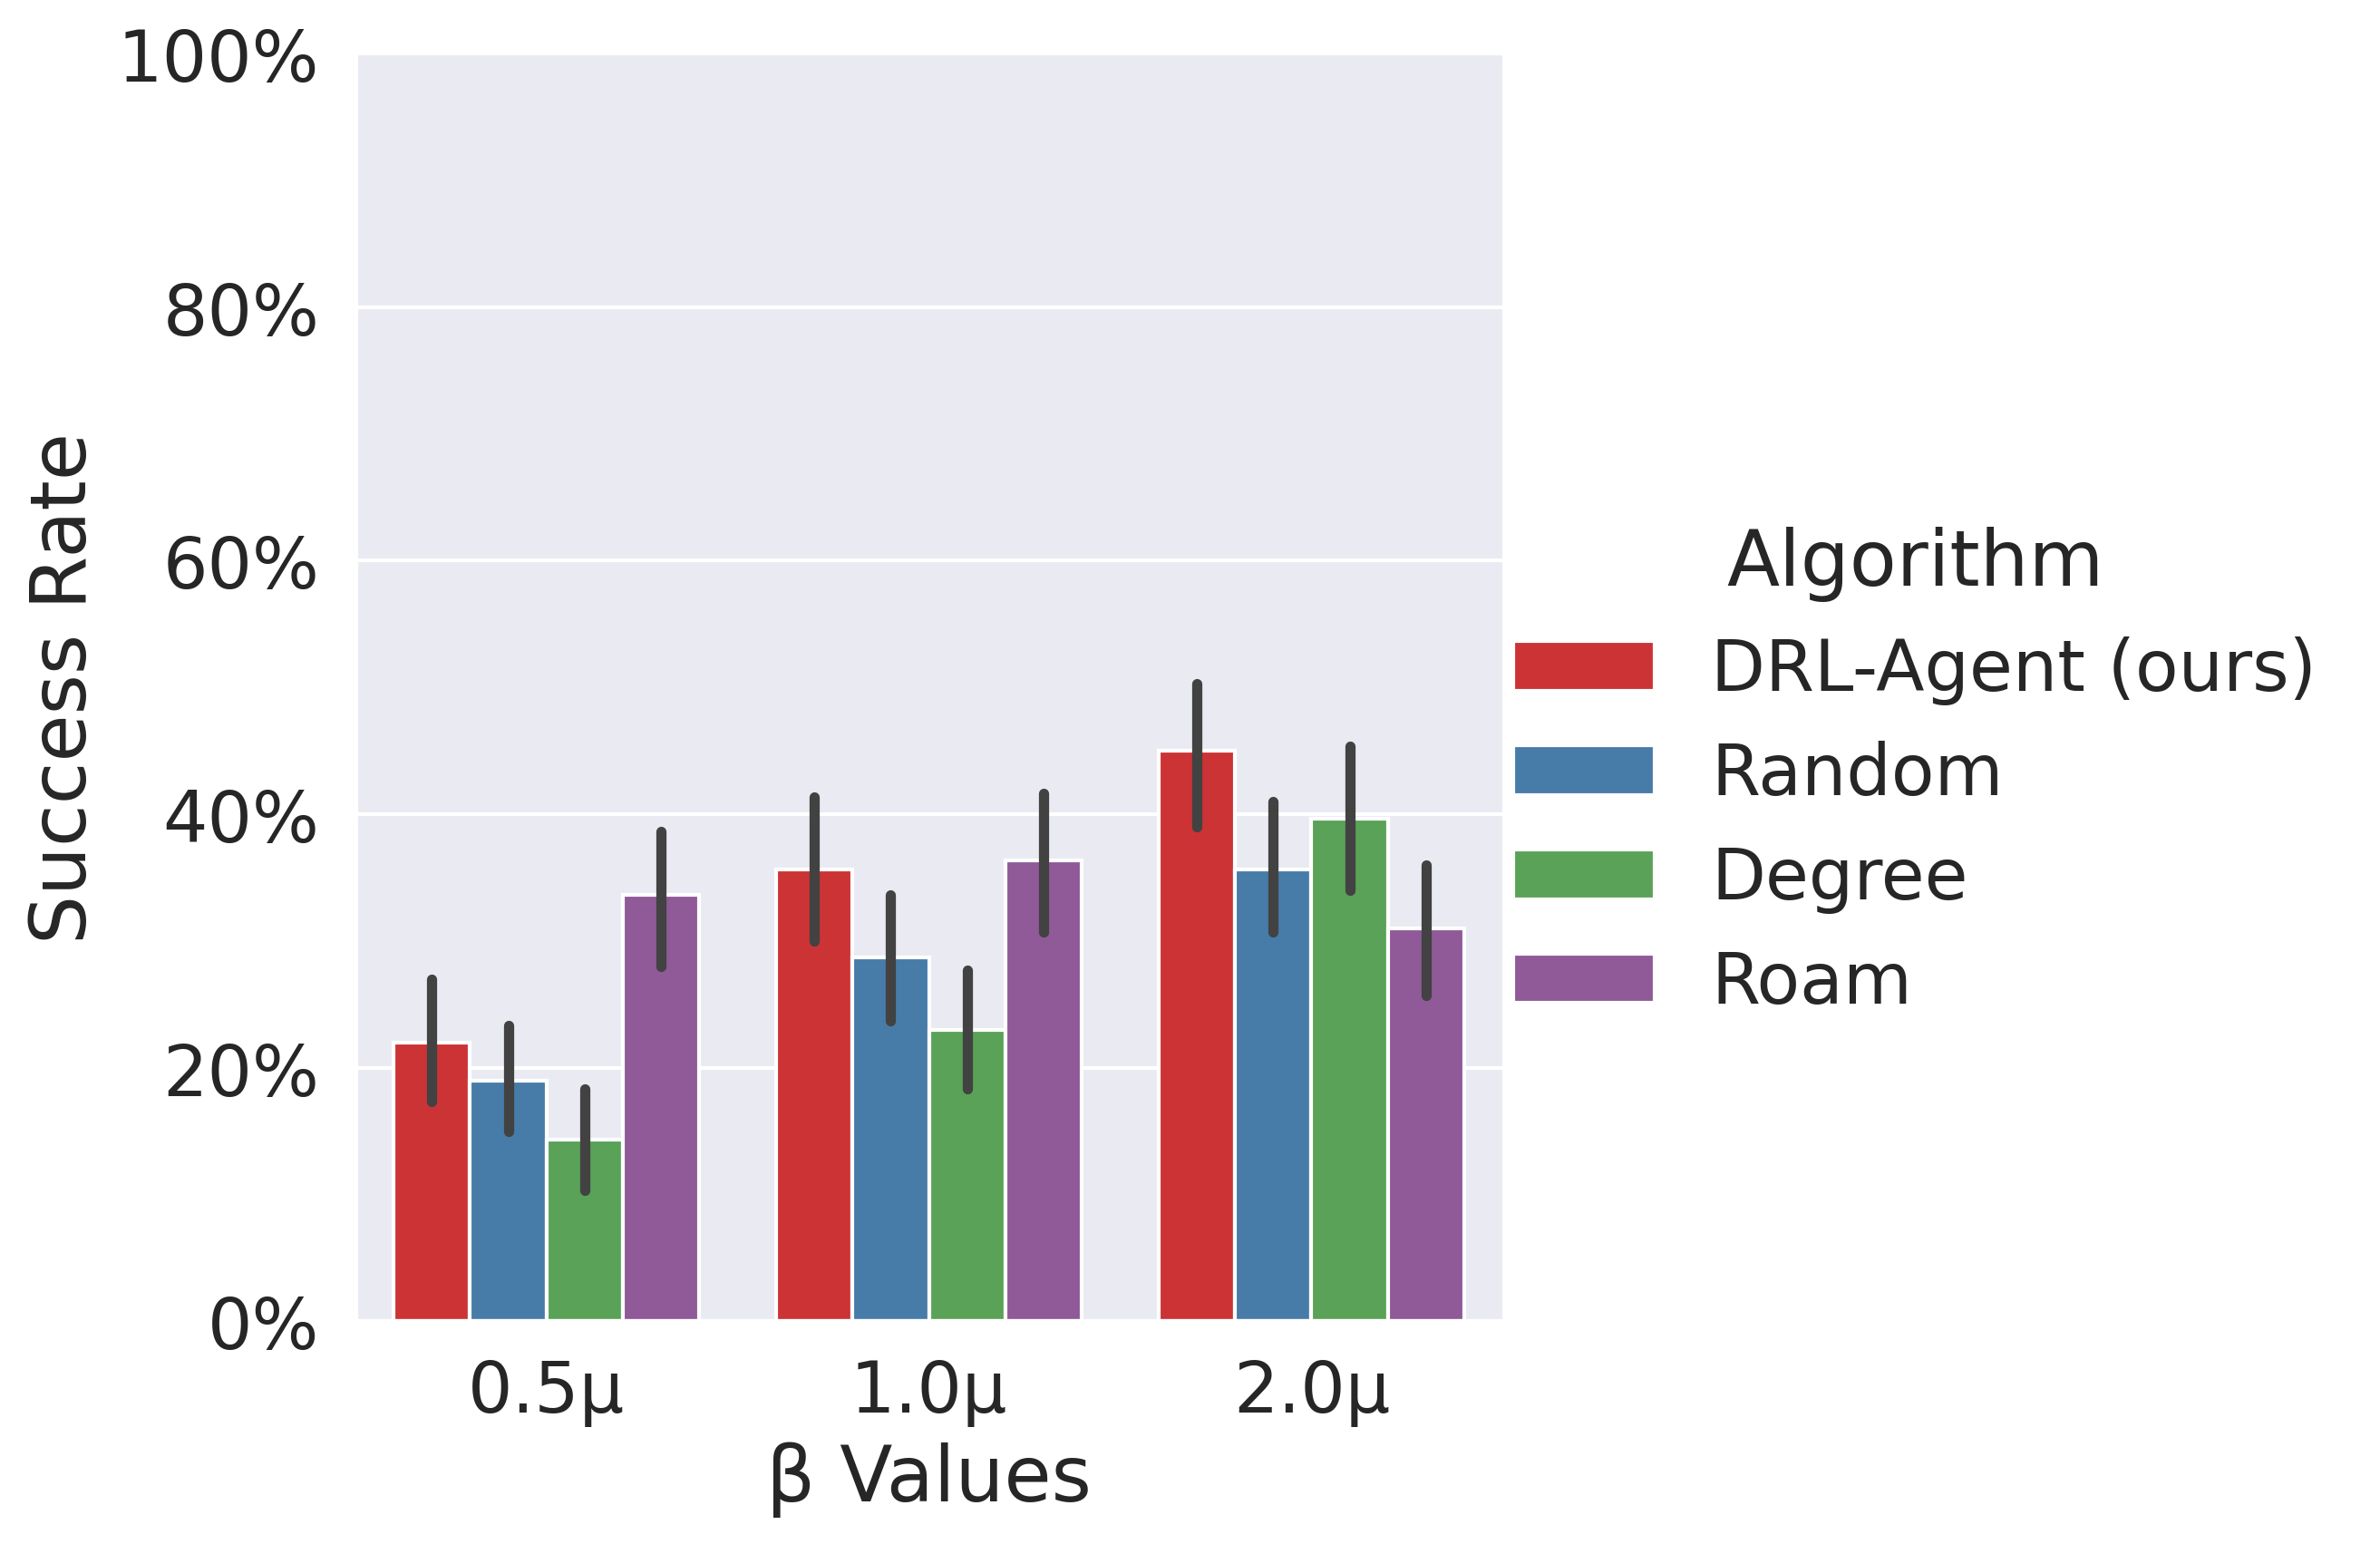 100%
80%
60%
40%
20%
0%
Success Rate
0.5µ
1.0µ
2.0µ
β Values
Algorithm
DRL-Agent (ours)
Random
Degree
Roam